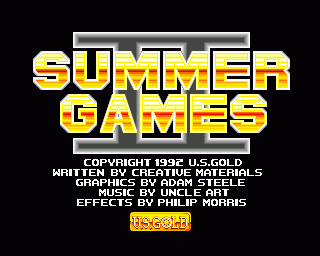 II
SUMMER
GAMES
COPYRIGHT 1992 U.S.GOLD
WRITTEN BY CREATIVE MATERIALS
GRAPHICS BY ADAM STEELE
MUSIC BY UNCLE ART
EFFECTS BY PHILIP MORRIS
U.S.GOLD